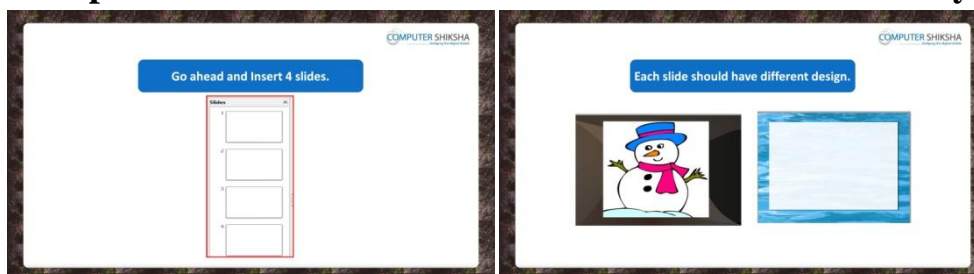 COMPUTER SHIKSHA
Go ahead and Insert 4 slides.
Slides
1
2
3
4
COMPUTER SHIKSHA
Each slide should have different design.